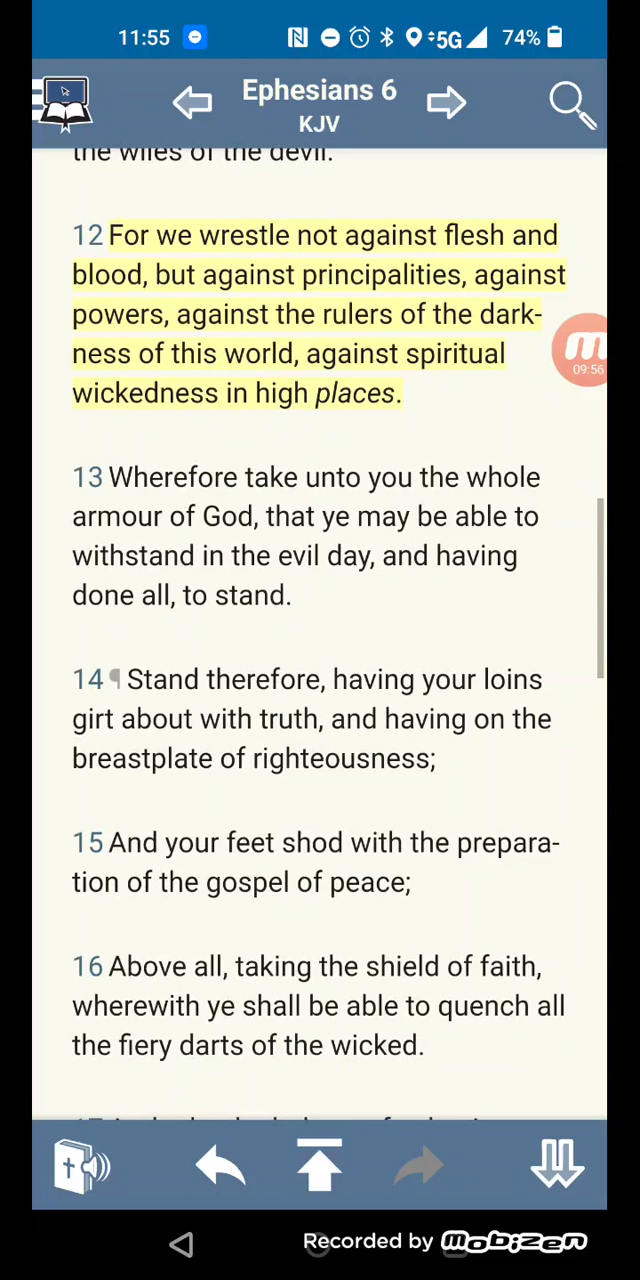 11:55 5G 74%
Ephesians 6
KJV
the wiles of the devil.
12 For we wrestle not against flesh and
blood, but against principalities, against
powers, against the rulers of the dark-
ness of this world, against spiritual
wickedness in high places.
09:56
13 Wherefore take unto you the whole
armour of God, that ye may be able to
withstand in the evil day, and having
done all, to stand.
14 ¶ Stand therefore, having your loins
girt about with truth, and having on the
breastplate of righteousness;
15 And your feet shod with the prepara-
tion of the gospel of peace;
16 Above all, taking the shield of faith,
wherewith ye shall be able to quench all
the fiery darts of the wicked.
Recorded by mobizen